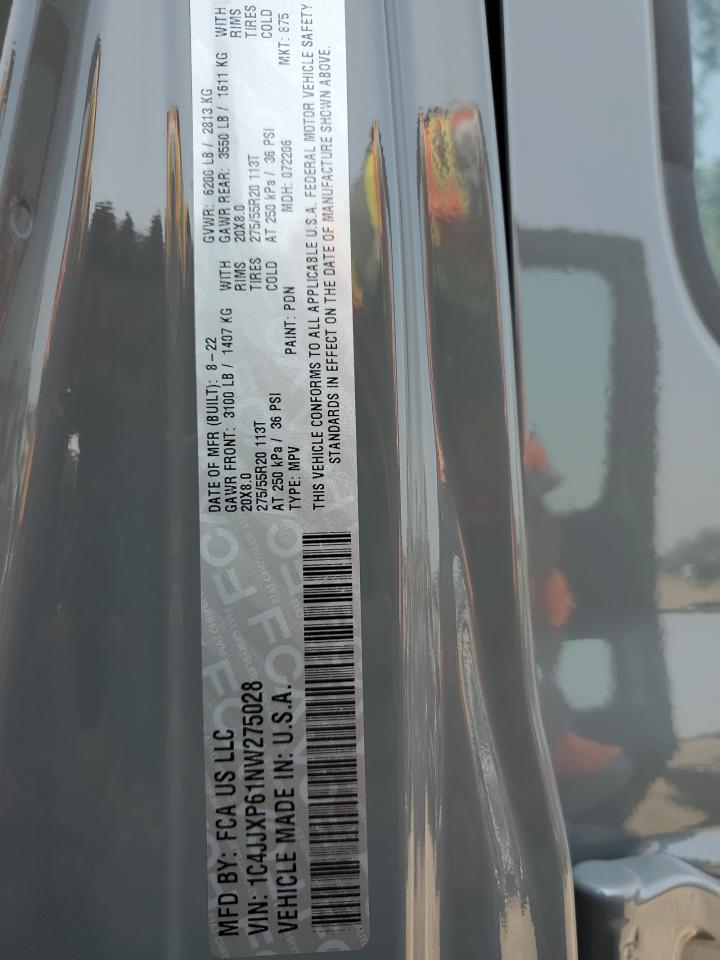 MFD BY: FCA US LLC
VIN: 1C4JJXP61NW275028
VEHICLE MADE IN: U.S.A.
DATE OF MFR (BUILT): 8-22 GVWR: 6200 LB / 2813 KG
GAWR FRONT: 3100 LB / 1407 KG WITH GAWR REAR: 3550 LB / 1611 KG WITH
20X8.0 RIMS 20X8.0 RIMS
275/55R20 113T TIRES 275/55R20 113T TIRES
AT 250 kPa / 36 PSI COLD AT 250 kPa / 36 PSI COLD
TYPE: MPV PAINT: PDN MDH: 072206 MKT: 875
THIS VEHICLE CONFORMS TO ALL APPLICABLE U.S.A. FEDERAL MOTOR VEHICLE SAFETY
STANDARDS IN EFFECT ON THE DATE OF MANUFACTURE SHOWN ABOVE.